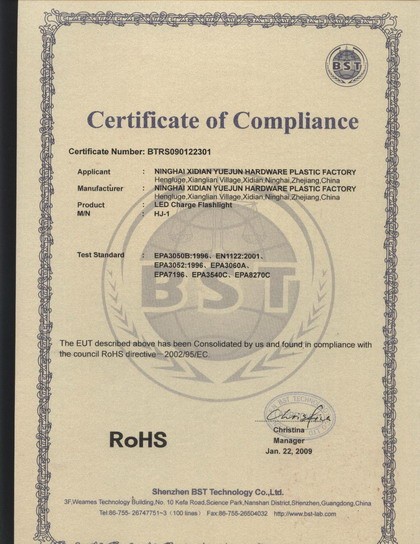 BST
Certificate of Compliance
Certificate Number: BTRS090122301
Applicant : NINGHAI XIDIAN YUEJUN HARDWARE PLASTIC FACTORY
Hengtuge,Xianglian Village,Xidian,Ninghai,Zhejiang,China
Manufacturer : NINGHAI XIDIAN YUEJUN HARDWARE PLASTIC FACTORY
Hengtuge,Xianglian Village,Xidian,Ninghai,Zhejiang,China
Product : LED Charge Flashlight
M/N : HJ-1
BST
Test Standard : EPA3050B:1996、EN1122:2001、
EPA3052:1996、EPA3060A、
EPA7196、EPA3540C、EPA8270C
The EUT described above has been Consolidated by us and found in compliance with
the council RoHS directive—2002/95/EC.
Christina
RoHS
Christina
Manager
Jan. 22, 2009
Shenzhen BST Technology Co.,Ltd.
3F,Weames Technology Building,No. 10 Kefa Road,Science Park,Nanshan District,Shenzhen,Guangdong,China
Tel:86-755- 26747751~3 (100 lines) Fax:86-755-26504032 http://www.bst-lab.com